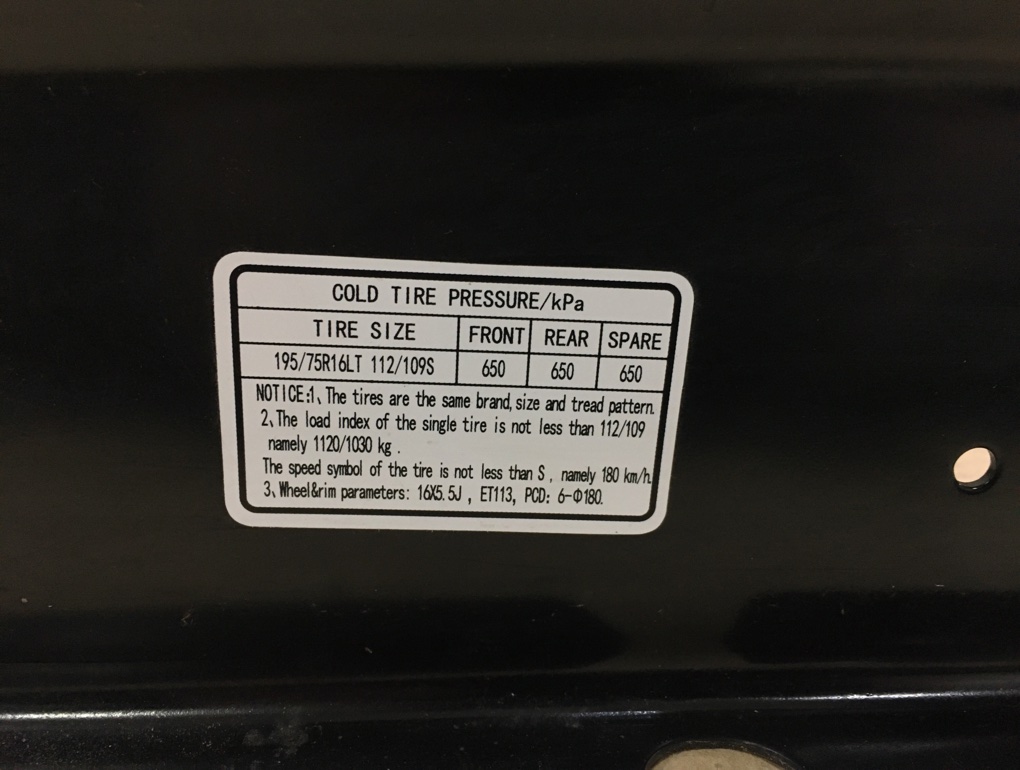 COLD TIRE PRESSURE/kPa
TIRE SIZE FRONT REAR SPARE
195/75R16LT 112/109S 650 650 650
NOTICE:1、The tires are the same brand, size and tread pattern.
2、The load index of the single tire is not less than 112/109
namely 1120/1030 kg .
The speed symbol of the tire is not less than S , namely 180 km/h.
3、Wheel&rim parameters: 16X5.5J , ET113, PCD: 6-Φ180.